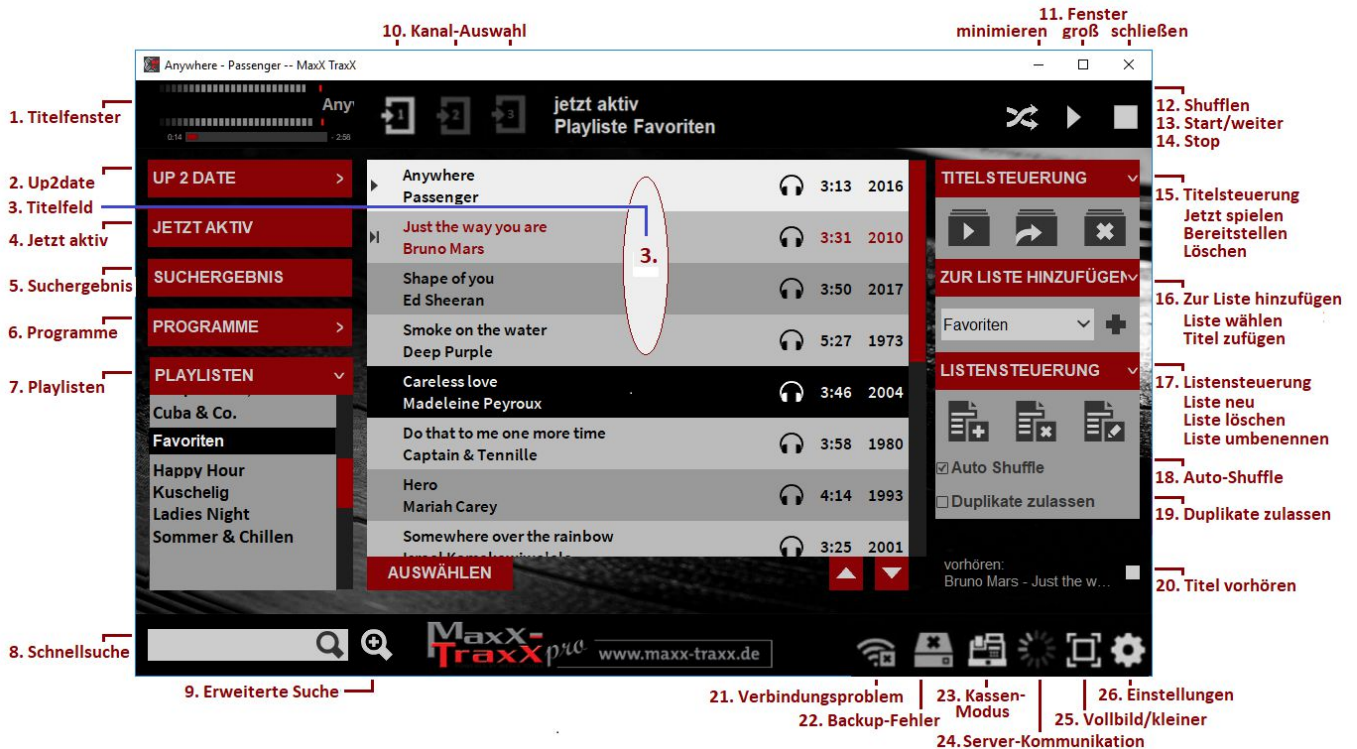 10. Kanal-Auswahl
11. Fenster
minimieren groß schließen
Anywhere - Passenger -- MaxX TraxX
1. Titelfenster
Any
0:14
- 2:58
1
2
3
jetzt aktiv
Playliste Favoriten
12. Shufflen
13. Start/weiter
14. Stop
2. Up2date
3. Titelfeld
4. Jetzt aktiv
5. Suchergebnis
6. Programme
7. Playlisten
UP 2 DATE >
JETZT AKTIV
SUCHERGEBNIS
PROGRAMME >
PLAYLISTEN
Cuba & Co.
Favoriten
Happy Hour
Kuschelig
Ladies Night
Sommer & Chillen
Anywhere
Passenger
3:13 2016
Just the way you are
Bruno Mars
3:31 2010
3.
Shape of you
Ed Sheeran
3:50 2017
Smoke on the water
Deep Purple
5:27 1973
Careless love
Madeleine Peyroux
3:46 2004
Do that to me one more time
Captain & Tennille
3:58 1980
Hero
Mariah Carey
4:14 1993
Somewhere over the rainbow
3:25 2001
AUSWÄHLEN
TITELSTEUERUNG
ZUR LISTE HINZUFÜGEN
Favoriten
LISTENSTEUERUNG
Auto Shuffle
Duplikate zulassen
vorhören:
Bruno Mars - Just the w...
15. Titelsteuerung
Jetzt spielen
Bereitstellen
Löschen
16. Zur Liste hinzufügen
Liste wählen
Titel zufügen
17. Listensteuerung
Liste neu
Liste löschen
Liste umbenennen
18. Auto-Shuffle
19. Duplikate zulassen
20. Titel vorhören
8. Schnellsuche
MaxX-
TraxX pro
www.maxx-traxx.de
9. Erweiterte Suche
21. Verbindungsproblem
22. Backup-Fehler
23. Kassen-
Modus
24. Server-Kommunikation
25. Vollbild/kleiner
26. Einstellungen